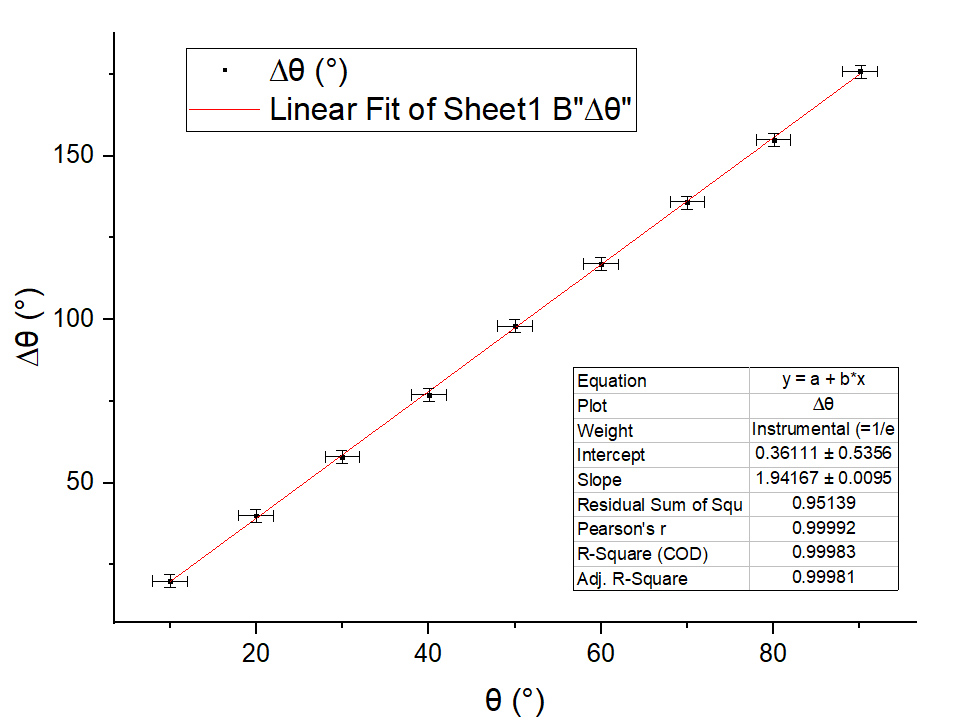 Δθ (°)
Linear Fit of Sheet1 B"Δθ"
150
100
50
Δθ (°)
Equation y = a + b*x
Plot Δθ
Weight Instrumental (=1/e
Intercept 0.36111 ± 0.5356
Slope 1.94167 ± 0.0095
Residual Sum of Squ 0.95139
Pearson's r 0.99992
R-Square (COD) 0.99983
Adj. R-Square 0.99981
20 40 60 80
θ (°)